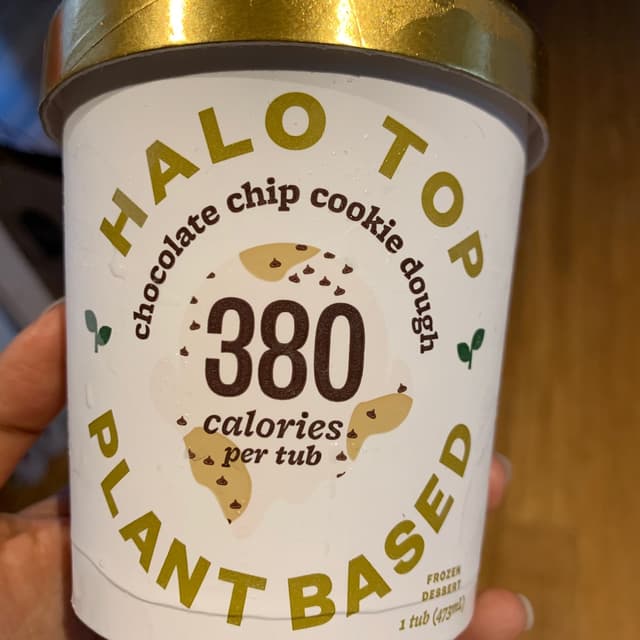 HALO TOP
chocolate chip cookie dough
380
calories
per tub
PLANT BASED
FROZEN
DESSERT
1 tub (473ml)